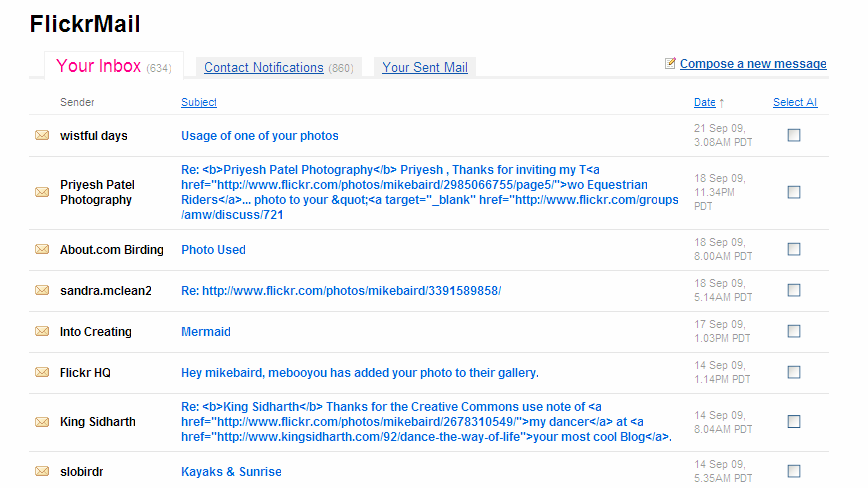 FlickrMail
Your Inbox (634)
Contact Notifications (860)
Your Sent Mail
Compose a new message
Sender
Subject
Date ↑
Select Al
wistful days
Usage of one of your photos
21 Sep 09,
3.08AM PDT
Priyesh Patel
Photography
Re: <b>Priyesh Patel Photography</b> Priyesh , Thanks for inviting my T<a
href="http://www.flickr.com/photos/mikebaird/2985066755/page5/">wo Equestrian
Riders</a>... photo to your &quot;<a target="_blank" href="http://www.flickr.com/groups
/amw/discuss/721
18 Sep 09,
11.34PM
PDT
About.com Birding
Photo Used
18 Sep 09,
8.00AM PDT
sandra.mclean2
Re: http://www.flickr.com/photos/mikebaird/3391589858/
18 Sep 09,
5.14AM PDT
Into Creating
Mermaid
17 Sep 09,
1.03PM PDT
Flickr HQ
Hey mikebaird, mebooyou has added your photo to their gallery.
14 Sep 09,
1.14PM PDT
King Sidharth
Re: <b>King Sidharth</b> Thanks for the Creative Commons use note of <a
href="http://www.flickr.com/photos/mikebaird/2678310549/">my dancer</a> at <a
href="http://www.kingsidharth.com/92/dance-the-way-of-life">your most cool Blog</a>.
14 Sep 09,
8.04AM PDT
slobirdr
Kayaks & Sunrise
14 Sep 09,
5.35AM PDT